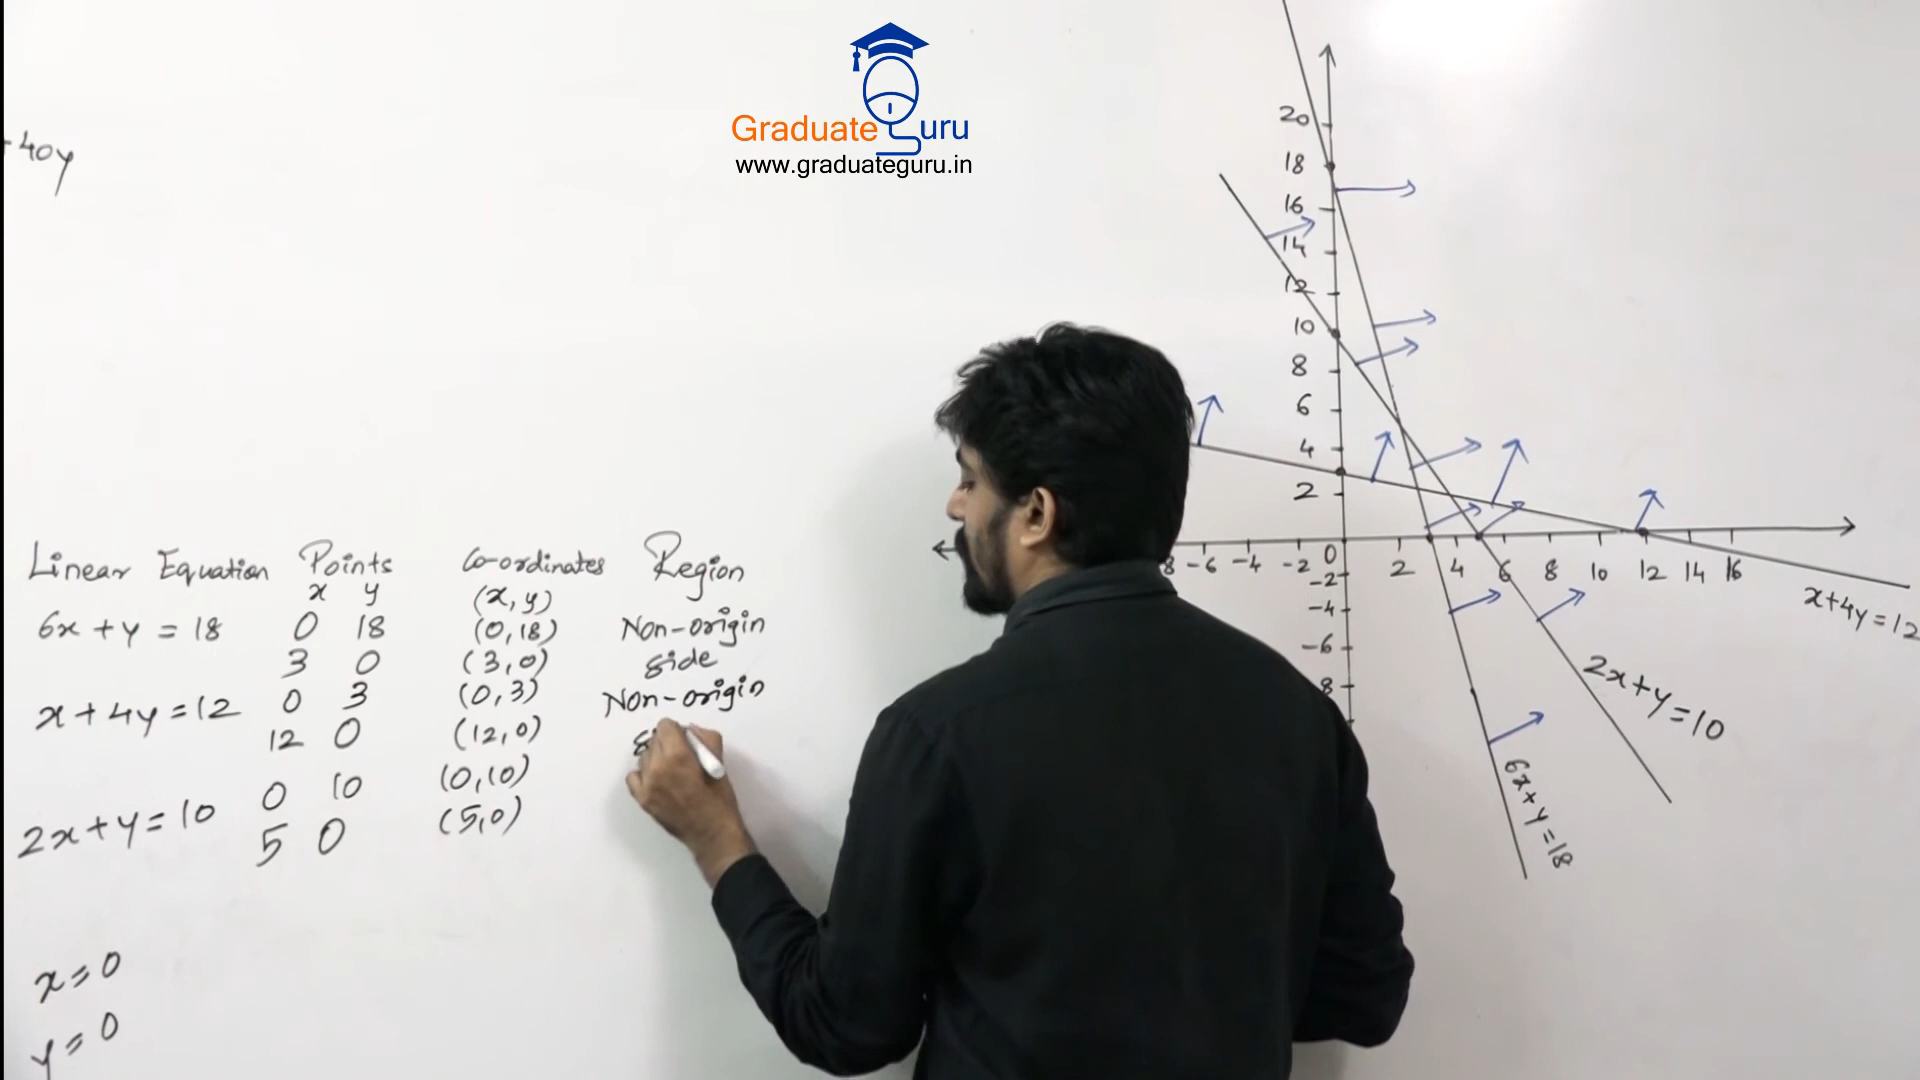 Graduate Guru
www.graduateguru.in
+40y
Linear Equation Points Co-ordinates Region
x y (x, y)
6x + y = 18 0 18 (0, 18) Non-origin
3 0 (3, 0) side
x + 4y = 12 0 3 (0, 3) Non-origin
12 0 (12, 0)
2x + y = 10 0 10 (0, 10)
5 0 (5, 0)
x = 0
y = 0
20
18
16
14
12
10
8
6
4
2
8 -6 -4 -2 0 2 4 6 8 10 12 14 16
-2
-4
-6
8
x+4y=12
2x+y=10
6x+y=18